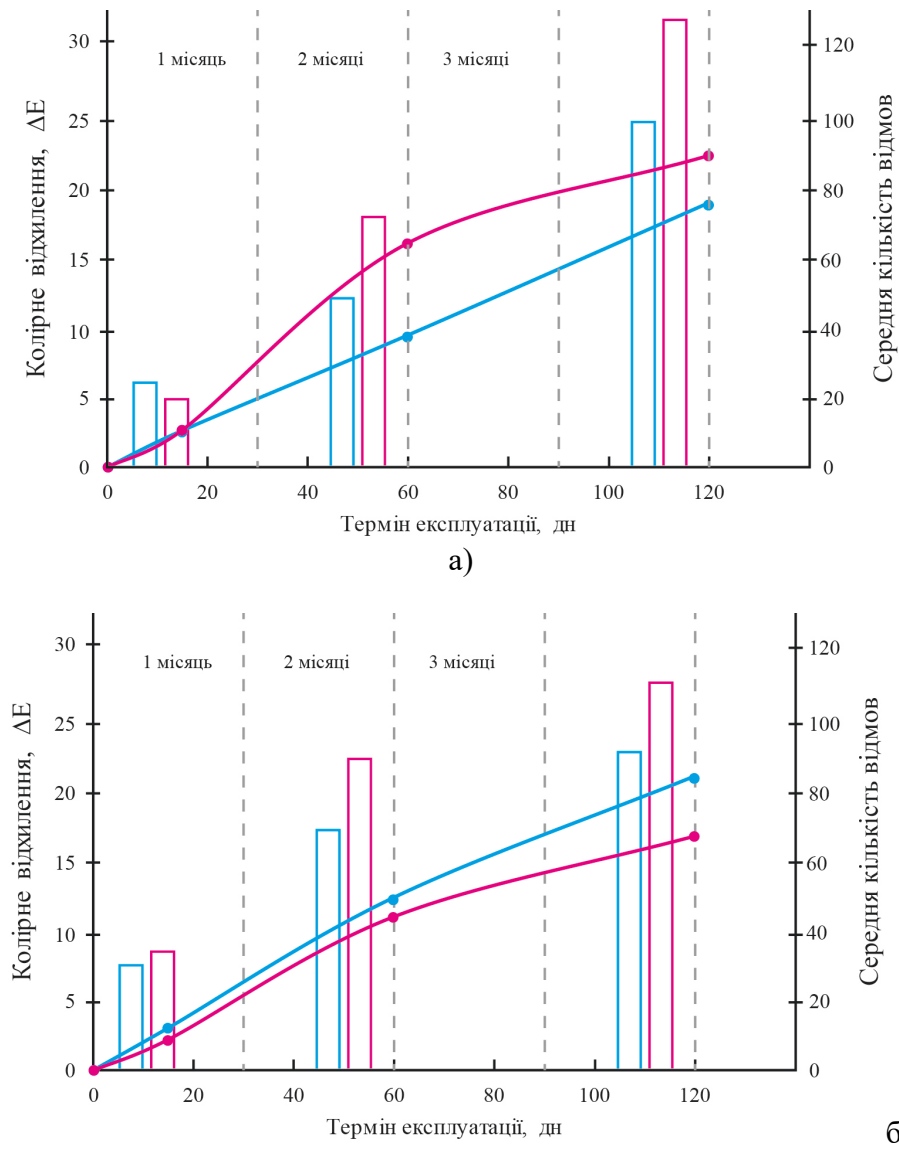 30
25
20
15
10
5
0
Колірне відхилення, ΔE
1 місяць
2 місяці
3 місяці
120
100
80
60
40
20
0
Середня кількість відмов
0 20 40 60 80 100 120
Термін експлуатації, дн
а)
30
25
20
15
10
5
0
Колірне відхилення, ΔE
1 місяць
2 місяці
3 місяці
120
100
80
60
40
20
0
Середня кількість відмов
0 20 40 60 80 100 120
Термін експлуатації, дн
б